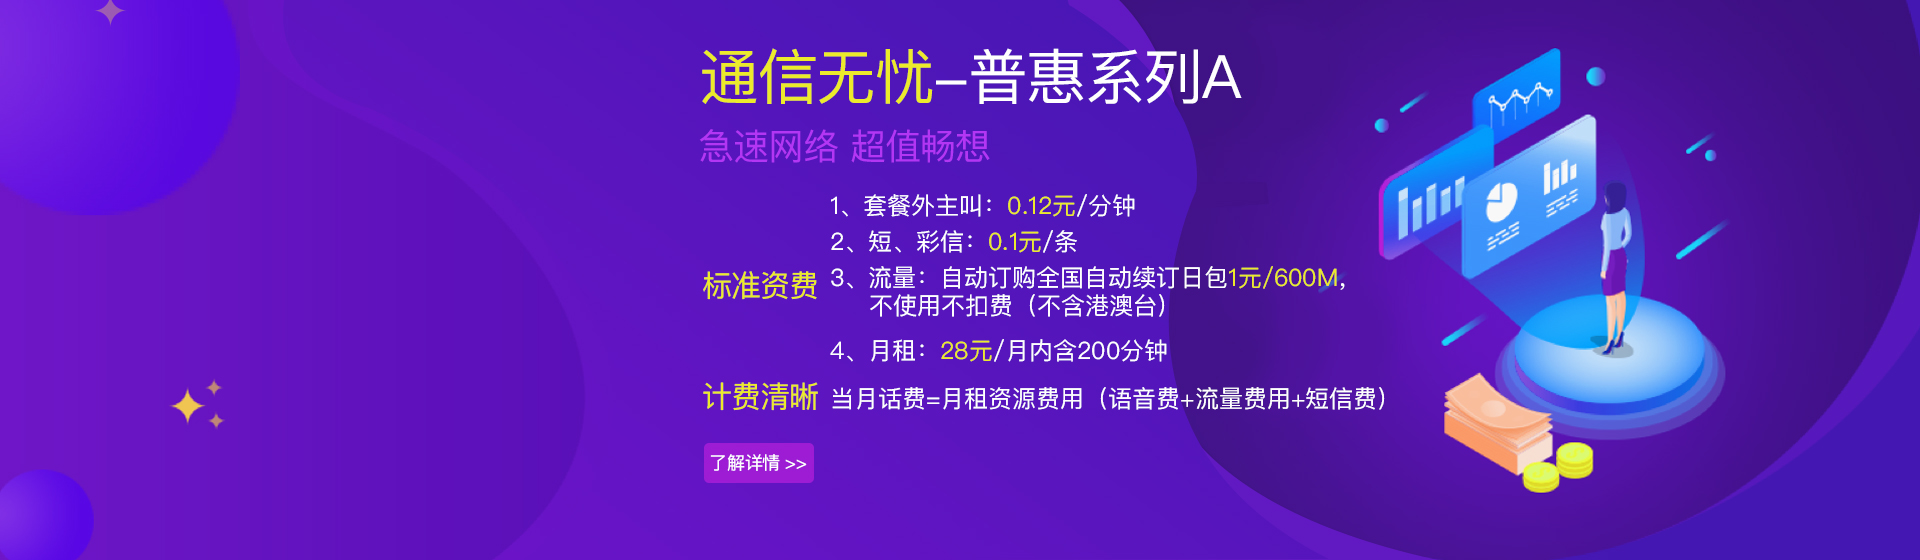 通信无忧–普惠系列A
急速网络 超值畅想
标准资费
1、套餐外主叫：0.12元/分钟
2、短、彩信：0.1元/条
3、流量：自动订购全国自动续订日包1元/600M，
不使用不扣费（不含港澳台）
4、月租：28元/月内含200分钟
计费清晰 当月话费=月租资源费用（语音费+流量费用+短信费）
了解详情 >>